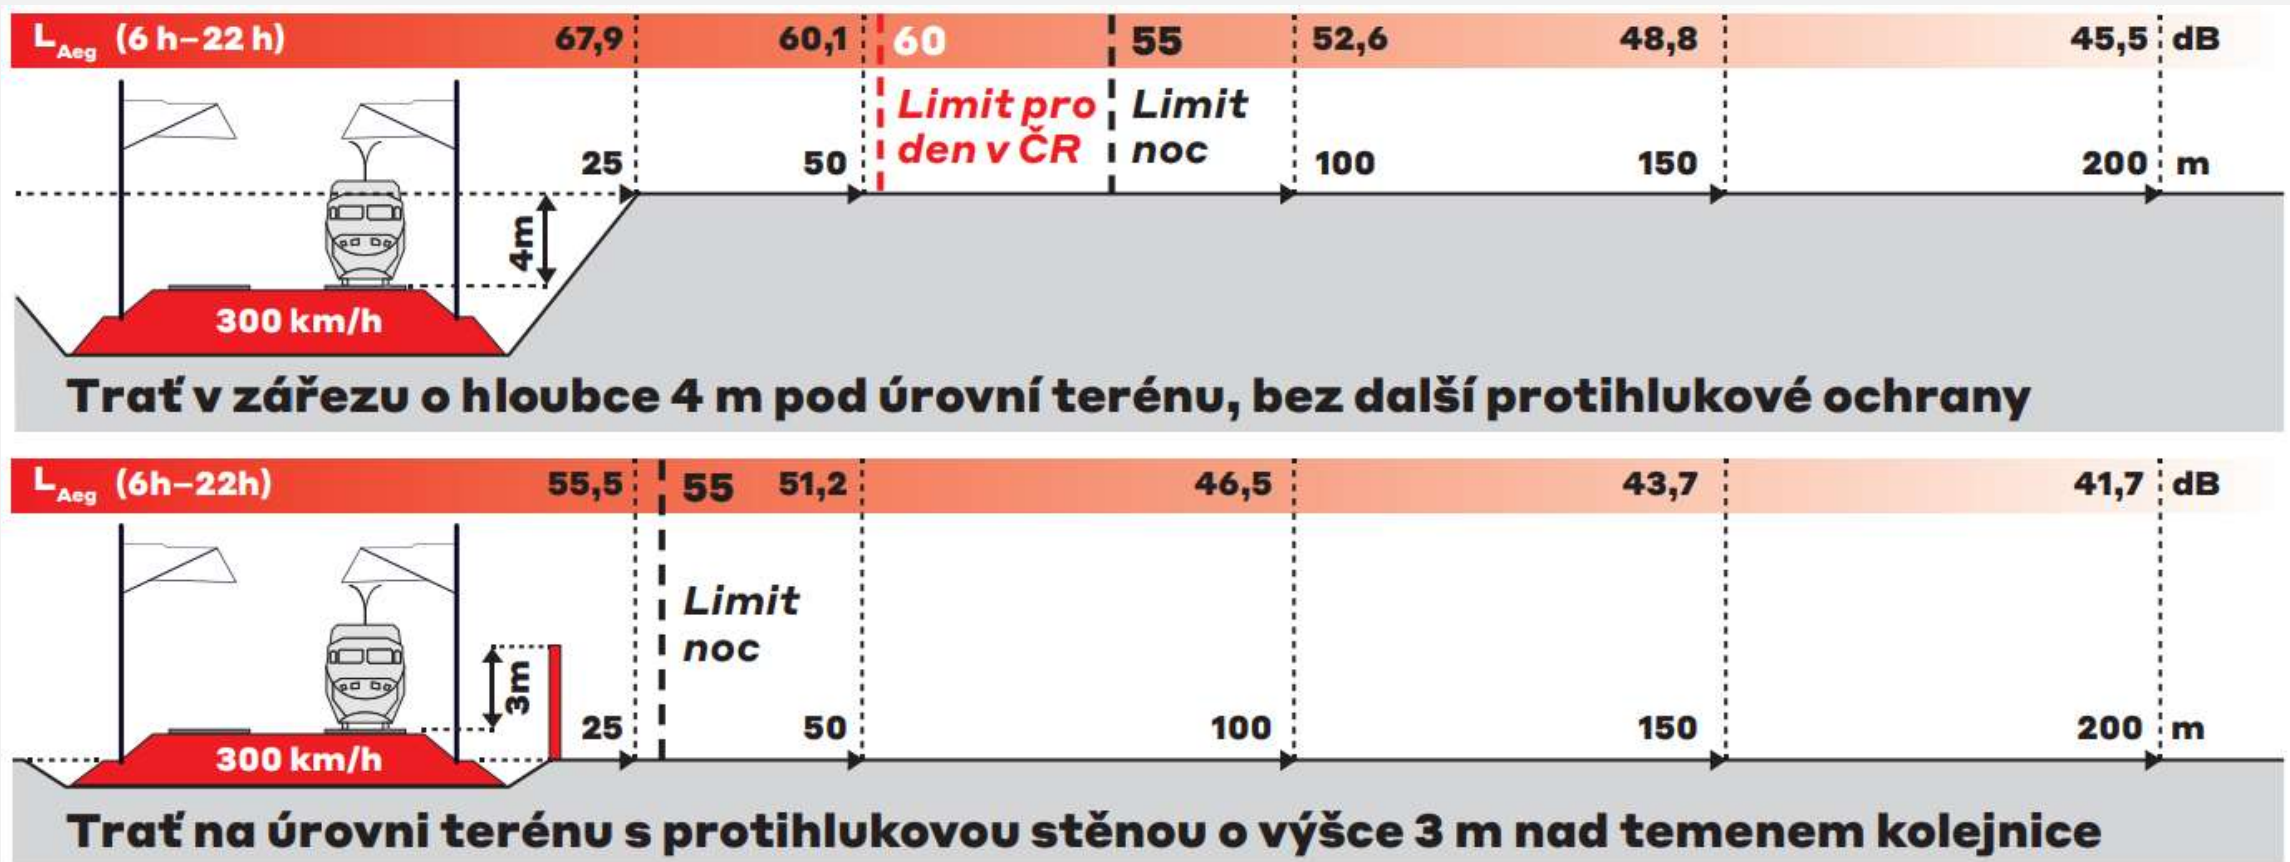 LAeg (6 h–22 h) 67,9 60,1 60 55 52,6 48,8 45,5 dB
Limit pro den v ČR
Limit noc
25 50 100 150 200 m
4m
300 km/h
Trať v zářezu o hloubce 4 m pod úrovní terénu, bez další protihlukové ochrany
LAeg (6h–22h) 55,5 55 51,2 46,5 43,7 41,7 dB
Limit
noc
3m
25 50 100 150 200 m
300 km/h
Trať na úrovni terénu s protihlukovou stěnou o výšce 3 m nad temenem kolejnice